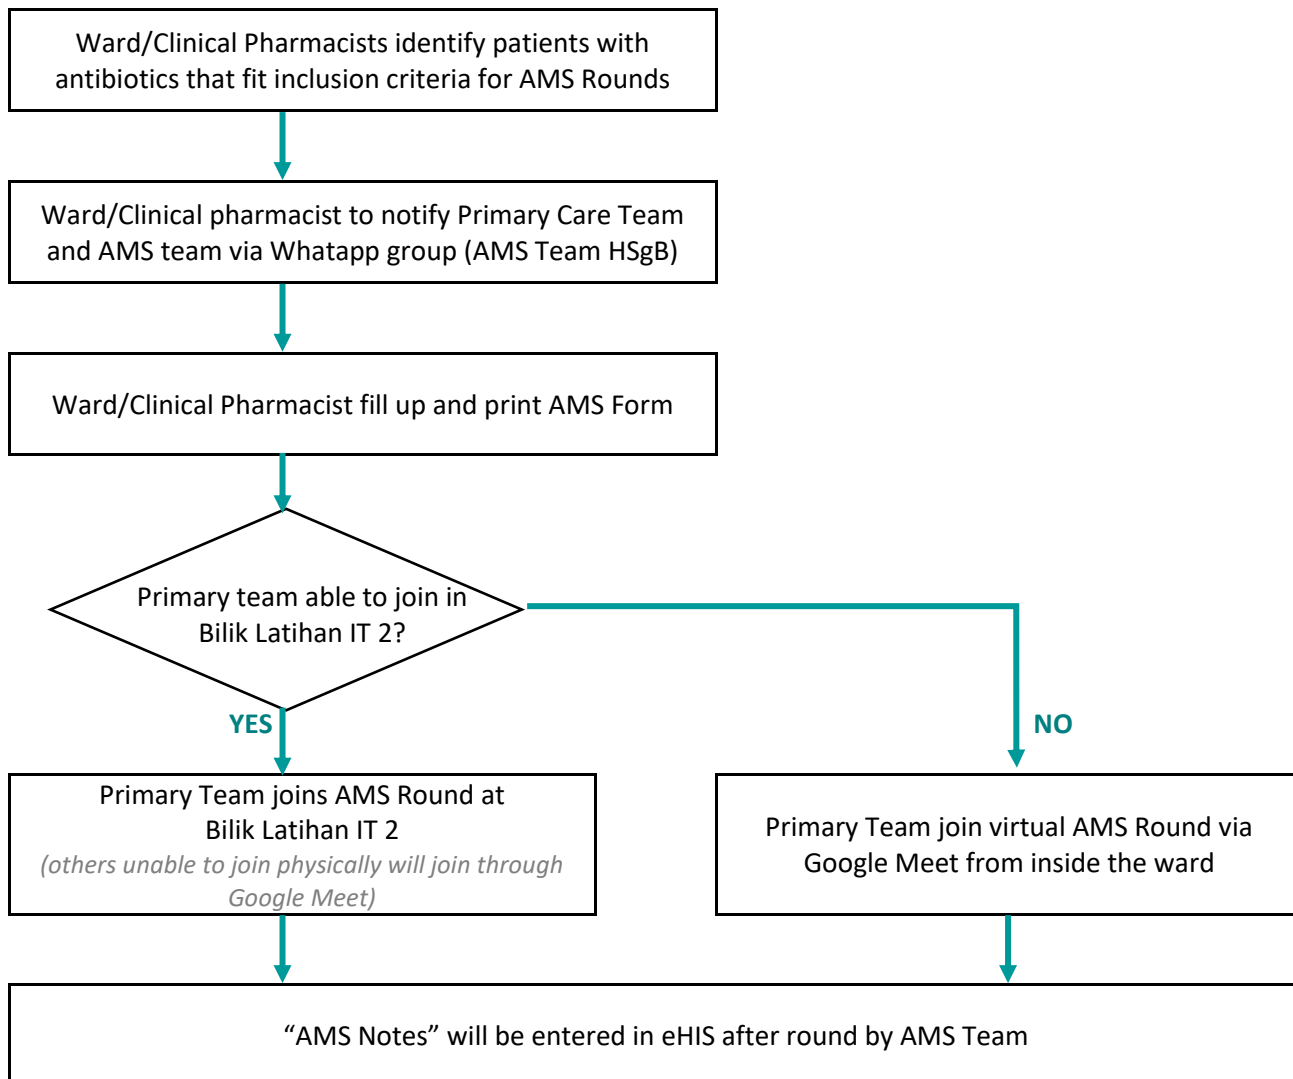 Ward/Clinical Pharmacists identify patients with
antibiotics that fit inclusion criteria for AMS Rounds
Ward/Clinical pharmacist to notify Primary Care Team
and AMS team via Whatapp group (AMS Team HSgB)
Ward/Clinical Pharmacist fill up and print AMS Form
Primary team able to join in
Bilik Latihan IT 2?
YES
NO
Primary Team joins AMS Round at
Bilik Latihan IT 2
(others unable to join physically will join through
Google Meet)
Primary Team join virtual AMS Round via
Google Meet from inside the ward
“AMS Notes” will be entered in eHIS after round by AMS Team